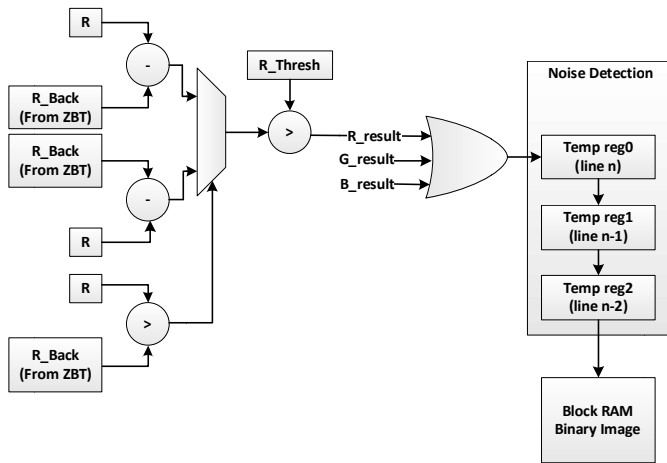 R
-
R_Back
(From ZBT)
R_Back
(From ZBT)
-
R
R
>
R_Back
(From ZBT)
R_Thresh
>
R_result
G_result
B_result
Noise Detection
Temp reg0
(line n)
Temp reg1
(line n-1)
Temp reg2
(line n-2)
Block RAM
Binary Image